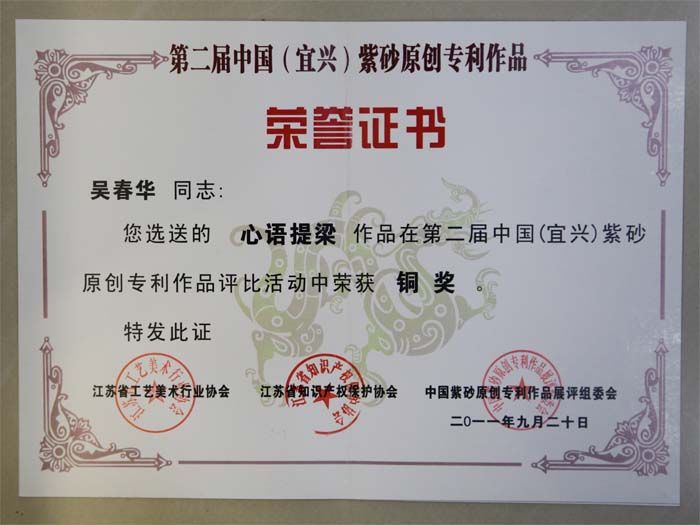 第二届中国（宜兴）紫砂原创专利作品
荣誉证书
吴春华 同志:
您选送的 心语提梁 作品在第二届中国(宜兴)紫砂
原创专利作品评比活动中荣获 铜奖 。
特发此证
江苏省工艺美术行业协会 江苏省知识产权保护协会 中国紫砂原创专利作品展评组委会
二〇一一年九月二十日